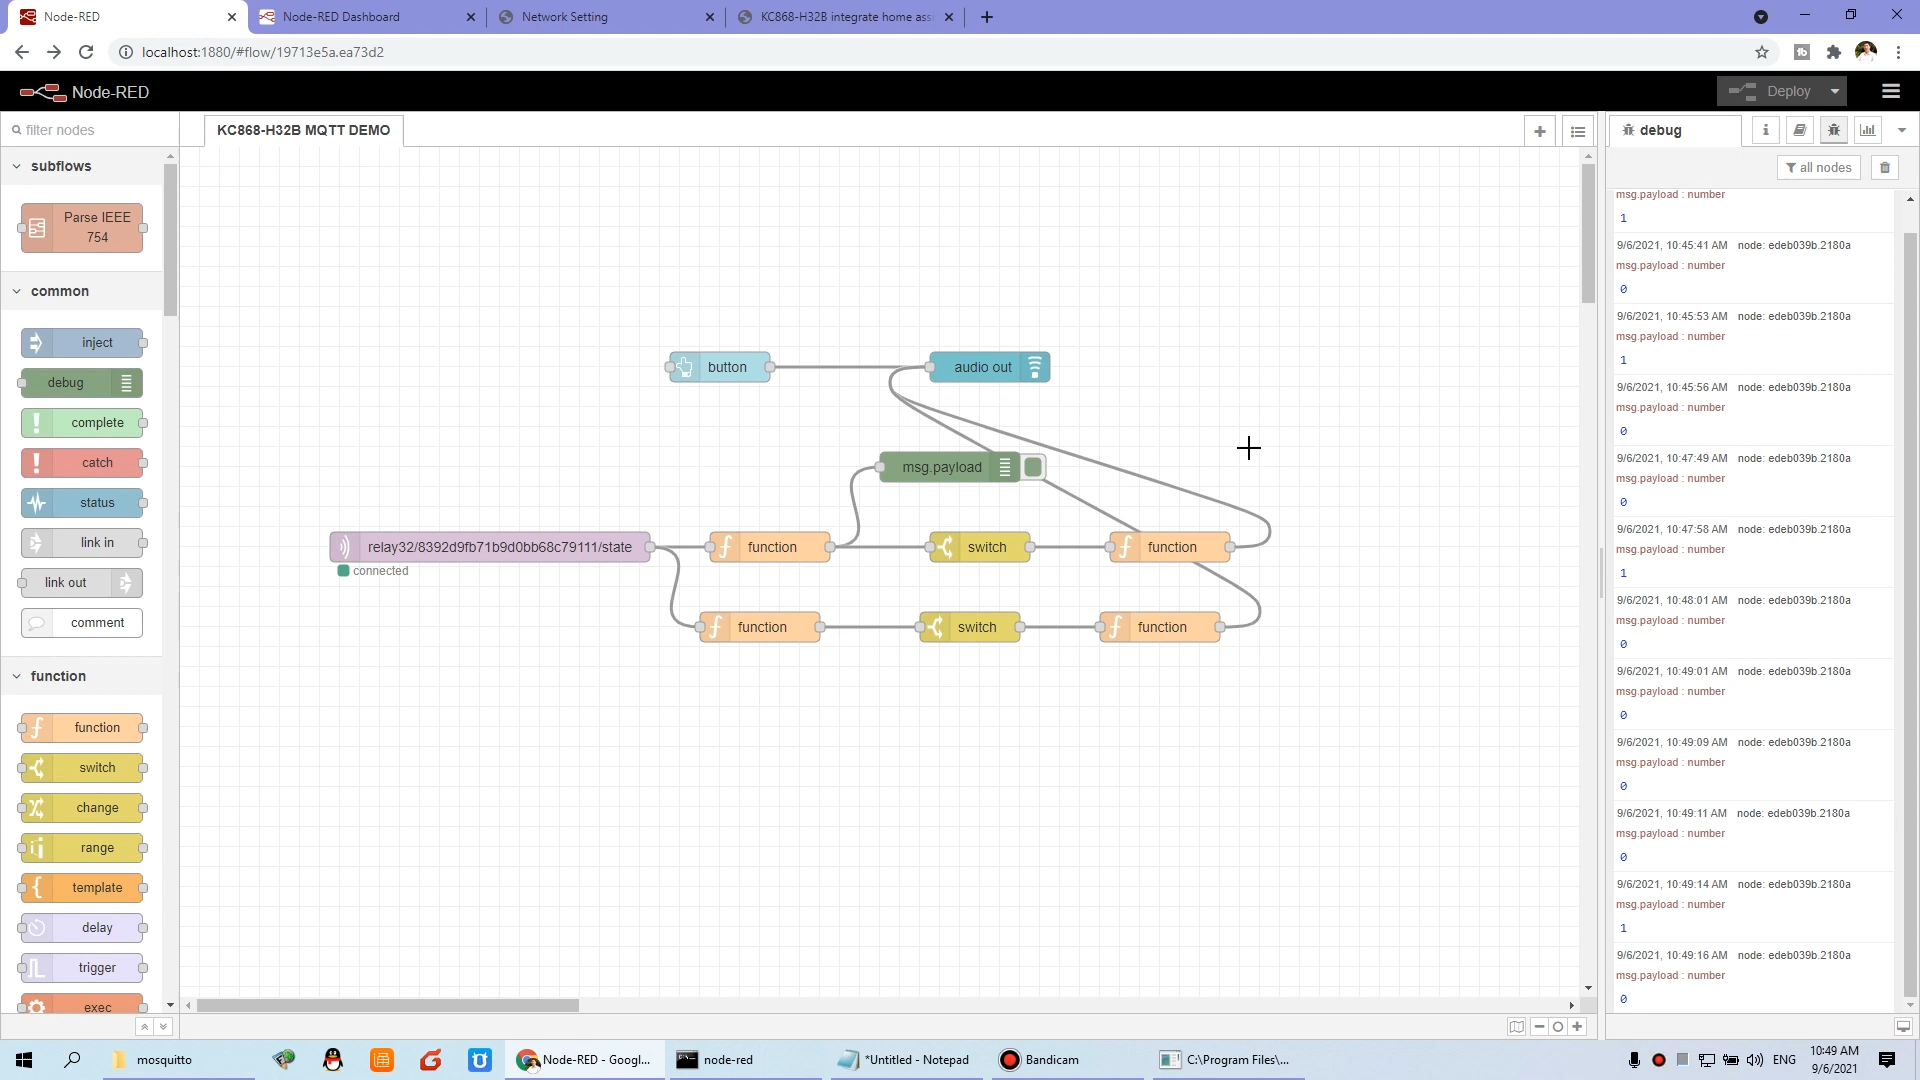 Node-RED
Node-RED Dashboard
Network Setting
KC868-H32B integrate home assi
localhost:1880/#flow/19713e5a.ea73d2
Node-RED
Deploy
filter nodes
KC868-H32B MQTT DEMO
debug
all nodes
subflows
Parse IEEE
754
common
inject
debug
complete
catch
status
link in
link out
comment
function
function
switch
change
range
template
delay
trigger
exec
button
audio out
msg.payload
relay32/8392d9fb71b9d0bb68c79111/state
connected
function
switch
function
function
switch
function
msg.payload : number
1
9/6/2021, 10:45:41 AM node: edeb039b.2180a
msg.payload : number
0
9/6/2021, 10:45:53 AM node: edeb039b.2180a
msg.payload : number
1
9/6/2021, 10:45:56 AM node: edeb039b.2180a
msg.payload : number
0
9/6/2021, 10:47:49 AM node: edeb039b.2180a
msg.payload : number
0
9/6/2021, 10:47:58 AM node: edeb039b.2180a
msg.payload : number
1
9/6/2021, 10:48:01 AM node: edeb039b.2180a
msg.payload : number
0
9/6/2021, 10:49:01 AM node: edeb039b.2180a
msg.payload : number
0
9/6/2021, 10:49:09 AM node: edeb039b.2180a
msg.payload : number
0
9/6/2021, 10:49:11 AM node: edeb039b.2180a
msg.payload : number
0
9/6/2021, 10:49:14 AM node: edeb039b.2180a
msg.payload : number
1
9/6/2021, 10:49:16 AM node: edeb039b.2180a
msg.payload : number
0
mosquitto
Node-RED - Googl...
node-red
*Untitled - Notepad
Bandicam
C:\Program Files\...
ENG
10:49 AM
9/6/2021